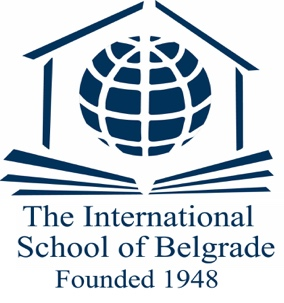 The International
School of Belgrade
Founded 1948